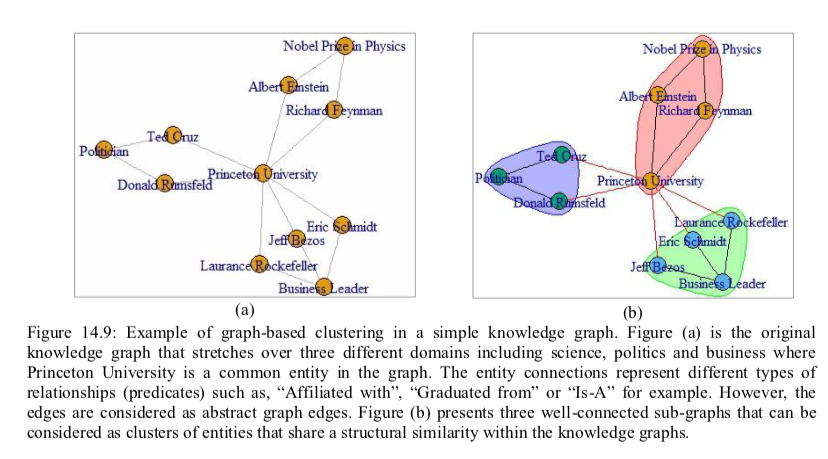 Nobel Prize in Physics
Albert Einstein
Richard Feynman
Ted Cruz
Politician
Donald Rumsfeld
Princeton University
Eric Schmidt
Jeff Bezos
Laurance Rockefeller
Business Leader
(a)
Nobel Prize in Physics
Albert Einstein
Richard Feynman
Ted Cruz
Politician
Princeton University
Donald Rumsfeld
Laurance Rockefeller
Eric Schmidt
Jeff Bezos
Business Leader
(b)
Figure 14.9: Example of graph-based clustering in a simple knowledge graph. Figure (a) is the original
knowledge graph that stretches over three different domains including science, politics and business where
Princeton University is a common entity in the graph. The entity connections represent different types of
relationships (predicates) such as, “Affiliated with”, “Graduated from” or “Is-A” for example. However, the
edges are considered as abstract graph edges. Figure (b) presents three well-connected sub-graphs that can be
considered as clusters of entities that share a structural similarity within the knowledge graphs.